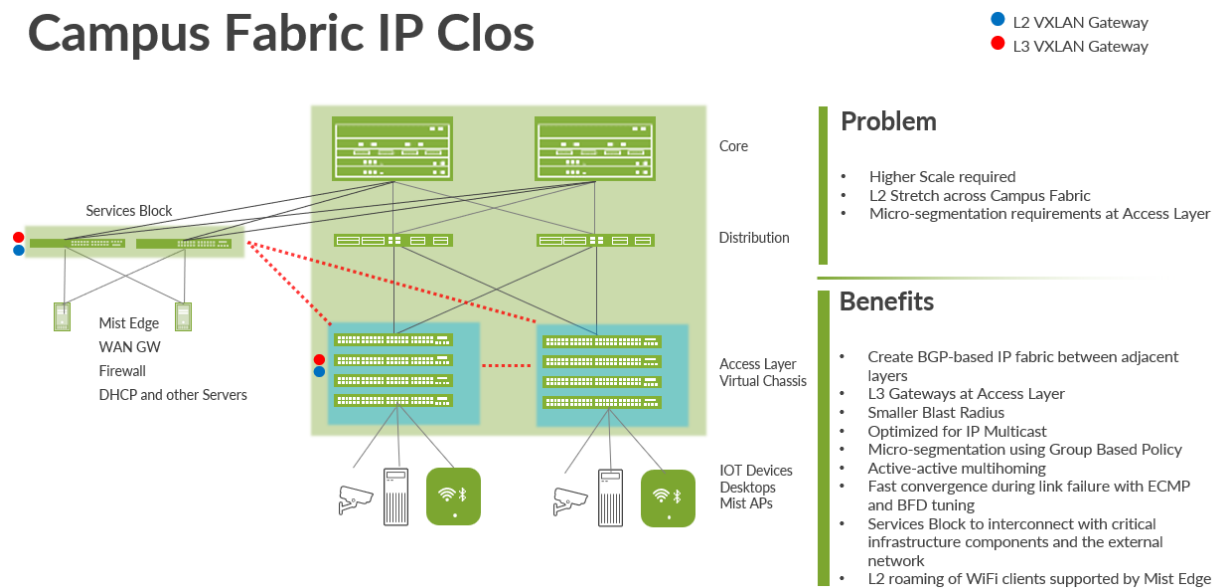 Campus Fabric IP Clos
L2 VXLAN Gateway
L3 VXLAN Gateway
Core
Services Block
Distribution
Mist Edge
WAN GW
Firewall
DHCP and other Servers
Access Layer
Virtual Chassis
IOT Devices
Desktops
Mist APs
Problem
• Higher Scale required
• L2 Stretch across Campus Fabric
• Micro-segmentation requirements at Access Layer
Benefits
• Create BGP-based IP fabric between adjacent
layers
• L3 Gateways at Access Layer
• Smaller Blast Radius
• Optimized for IP Multicast
• Micro-segmentation using Group Based Policy
• Active-active multihoming
• Fast convergence during link failure with ECMP
and BFD tuning
• Services Block to interconnect with critical
infrastructure components and the external
network
• L2 roaming of WiFi clients supported by Mist Edge